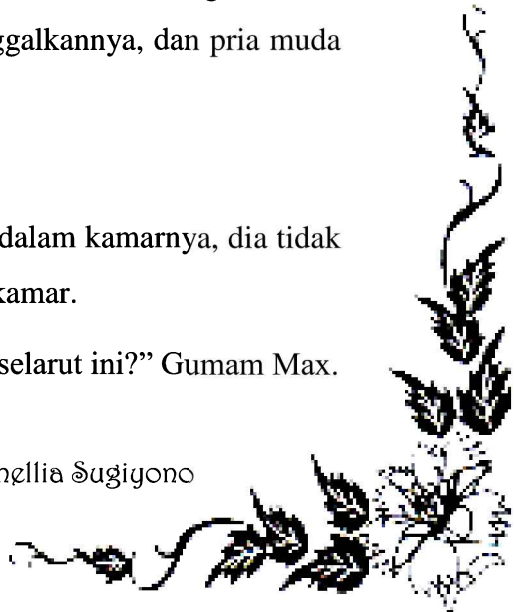 ggalkannya, dan pria muda
dalam kamarnya, dia tidak
kamar.
selarut ini?” Gumam Max.
nellia Sugiyono